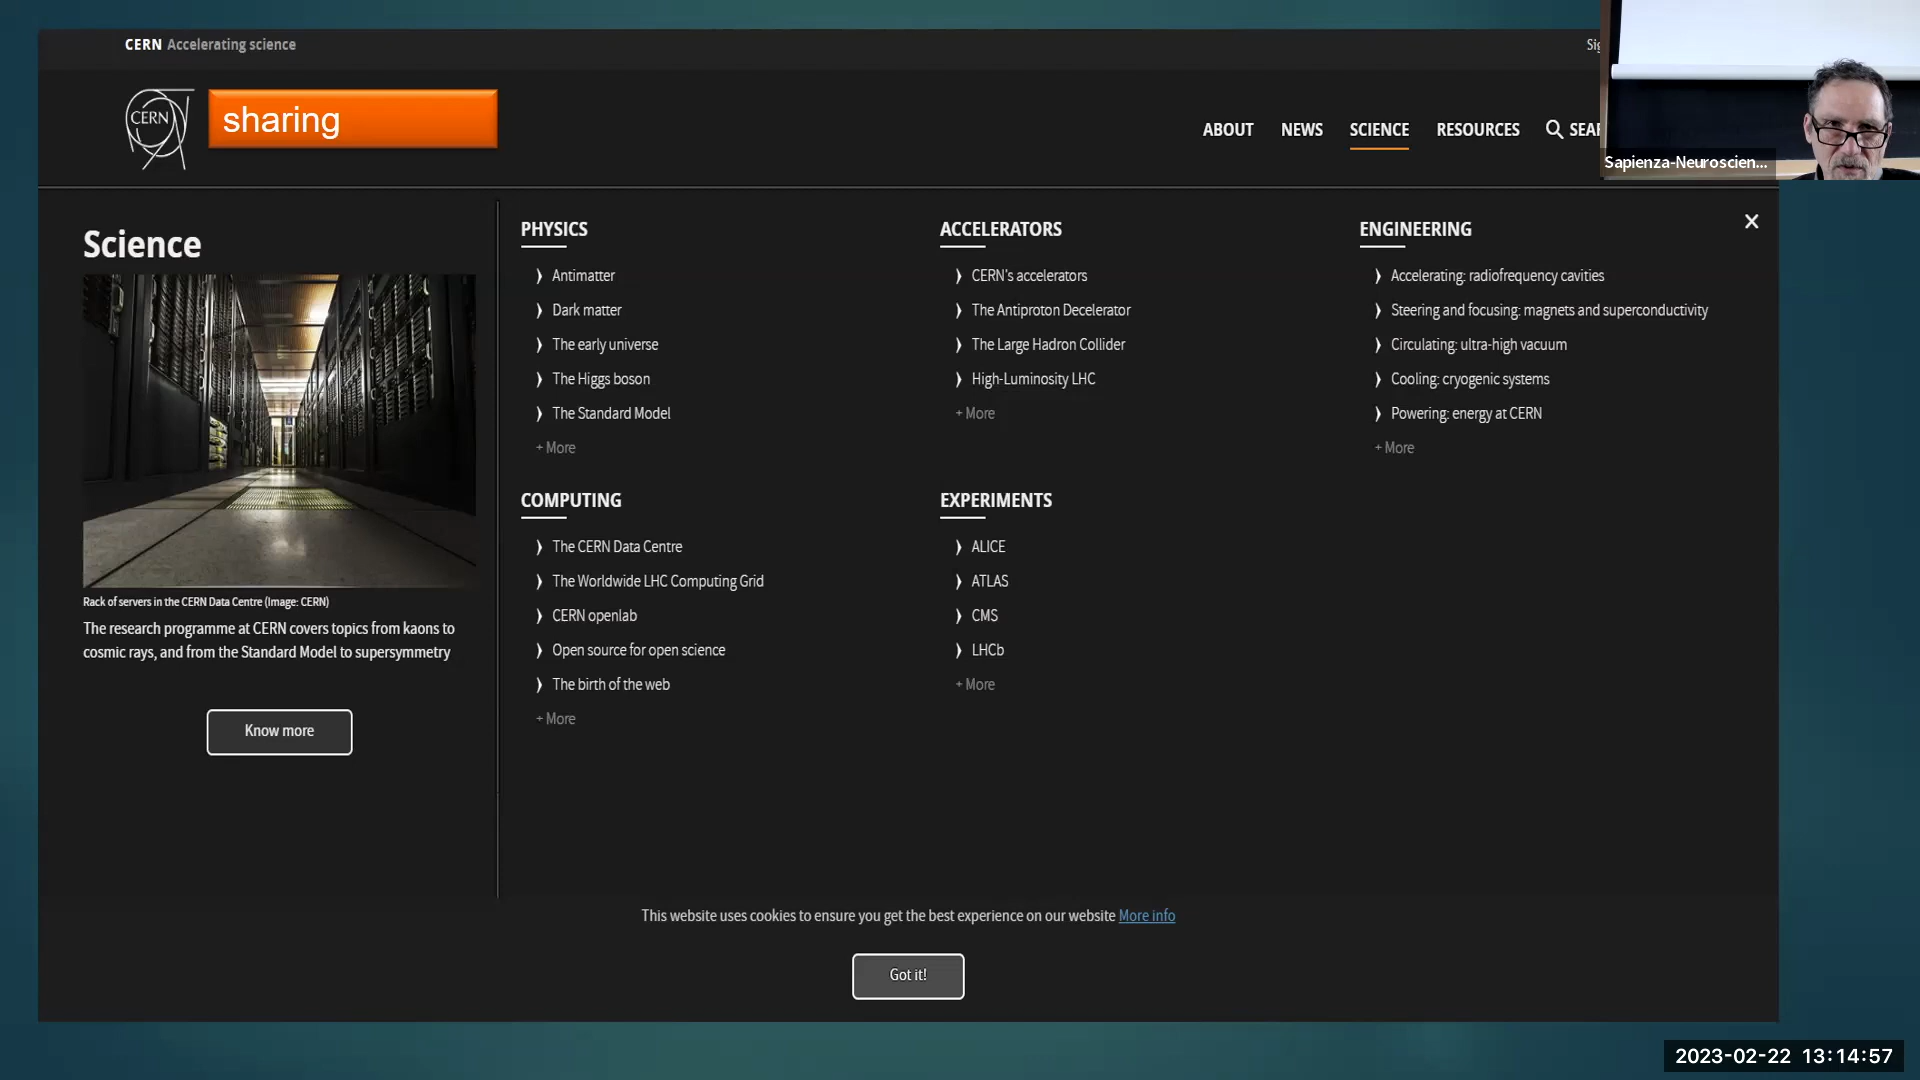 CERN Accelerating science
CERN
sharing
ABOUT
NEWS
SCIENCE
RESOURCES
Sapienza-Neuroscien...
Science
Rack of servers in the CERN Data Centre (Image: CERN)
The research programme at CERN covers topics from kaons to
cosmic rays, and from the Standard Model to supersymmetry
Know more
PHYSICS
Antimatter
Dark matter
The early universe
The Higgs boson
The Standard Model
+ More
ACCELERATORS
CERN's accelerators
The Antiproton Decelerator
The Large Hadron Collider
High-Luminosity LHC
+ More
ENGINEERING
Accelerating: radiofrequency cavities
Steering and focusing: magnets and superconductivity
Circulating: ultra-high vacuum
Cooling: cryogenic systems
Powering: energy at CERN
+ More
COMPUTING
The CERN Data Centre
The Worldwide LHC Computing Grid
CERN openlab
Open source for open science
The birth of the web
+ More
EXPERIMENTS
ALICE
ATLAS
CMS
LHCb
+ More
This website uses cookies to ensure you get the best experience on our website More info
Got it!
2023-02-22 13:14:57